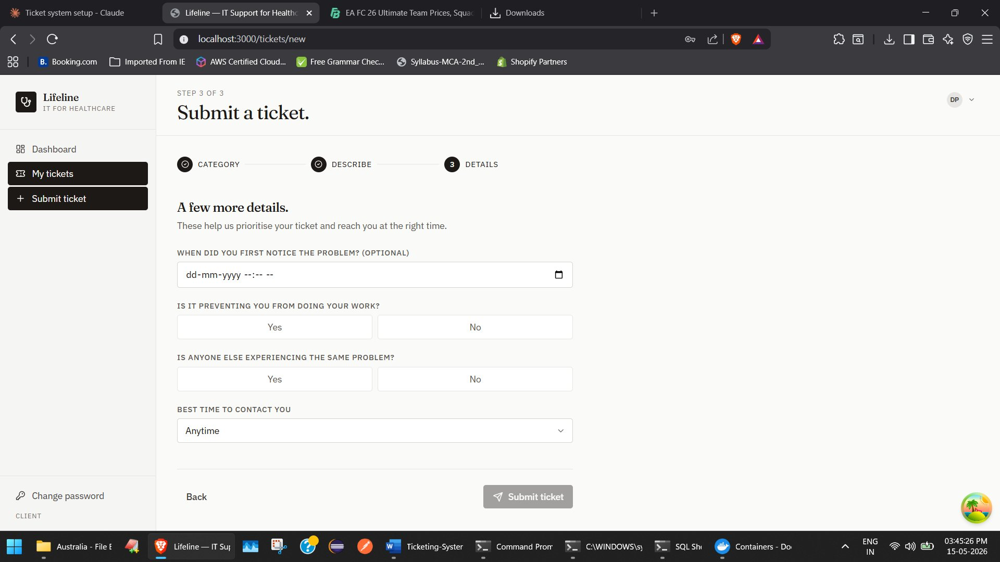 Ticket system setup - Claude
Lifeline — IT Support for Healthc
EA FC 26 Ultimate Team Prices, Squa
Downloads
localhost:3000/tickets/new
B. Booking.com
Imported From IE
AWS Certified Cloud...
Free Grammar Chec...
Syllabus-MCA-2nd_...
Shopify Partners
Lifeline
IT FOR HEALTHCARE
Dashboard
My tickets
Submit ticket
Change password
CLIENT
STEP 3 OF 3
Submit a ticket.
DP
CATEGORY
DESCRIBE
3 DETAILS
A few more details.
These help us prioritise your ticket and reach you at the right time.
WHEN DID YOU FIRST NOTICE THE PROBLEM? (OPTIONAL)
dd-mm-yyyy --:-- --
IS IT PREVENTING YOU FROM DOING YOUR WORK?
Yes
No
IS ANYONE ELSE EXPERIENCING THE SAME PROBLEM?
Yes
No
BEST TIME TO CONTACT YOU
Anytime
Back
Submit ticket
Australia - File E
Lifeline — IT Sup
Ticketing-Syster
Command Prom
C:\WINDOWS\sy
SQL She
Containers - Do
ENG
IN
03:45:26 PM
15-05-2026